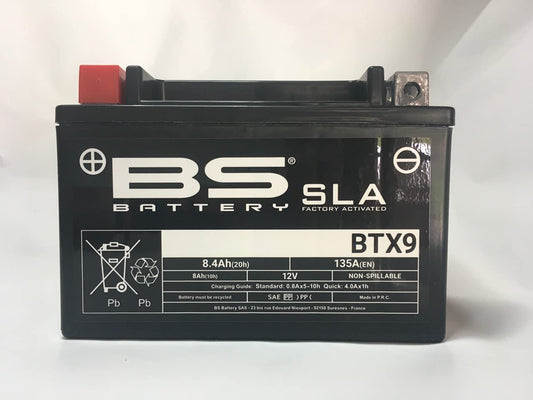 BS®
BATTERY
SLA
FACTORY ACTIVATED
BTX9
8.4Ah(20h) 135A(EN)
8Ah(10h) 12V NON-SPILLABLE
Charging Guide: Standard: 0.8Ax5-10h Quick: 4.0Ax1h
Battery must be recycled SAE (PP) )PP( Made in P.R.C.
BS Battery SAS - 23 bis rue Edouard Nieuport - 92150 Suresnes - France
Pb Pb